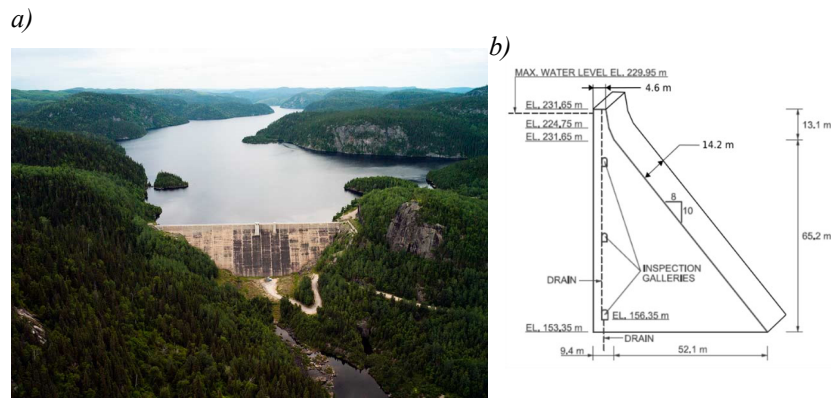 a)
b)
MAX. WATER LEVEL EL. 229,95 m
4.6 m
EL. 231,65 m
EL. 224,75 m
EL. 231,65 m
13.1 m
14.2 m
8
10
65,2 m
INSPECTION
GALLERIES
DRAIN
EL. 156,35 m
EL. 153,35 m
DRAIN
9,4 m
52,1 m